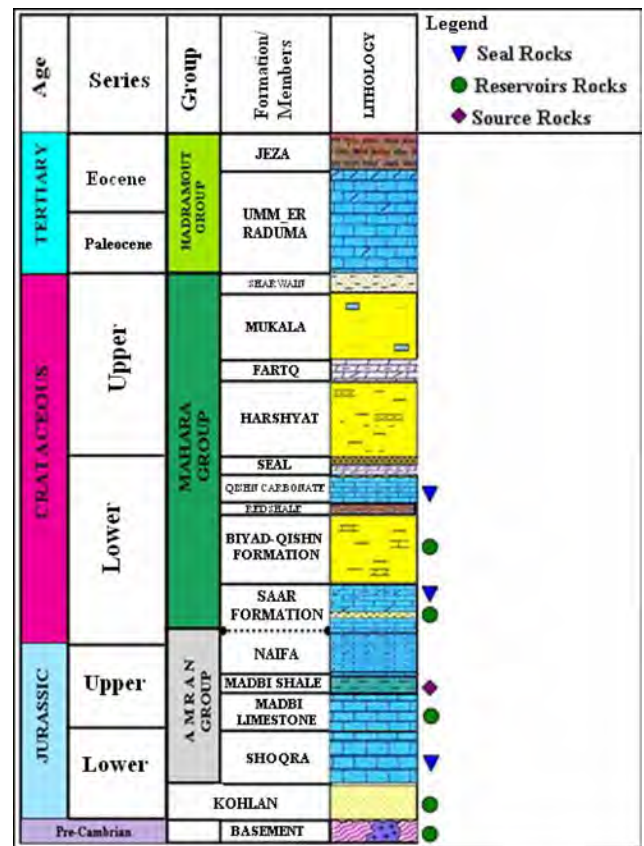 Age
Series
Group
Formation/
Members
LITHOLOGY
Legend
Seal Rocks
Reservoirs Rocks
Source Rocks
TERTIARY
Eocene
Paleocene
HADRAMOUT
GROUP
JEZA
UMM_ER
RADUMA
CRATACEOUS
Upper
Lower
MAHARA
GROUP
SHARWAIN
MUKALA
FARTQ
HARSHYAT
SEAL
QISHN CARBONATE
REDSHALE
BIYAD-QISHN
FORMATION
SAAR
FORMATION
JURASSIC
Upper
Lower
AMRAN
GROUP
NAIFA
MADBI SHALE
MADBI
LIMESTONE
SHOQRA
KOHLAN
Pre-Cambrian
BASEMENT